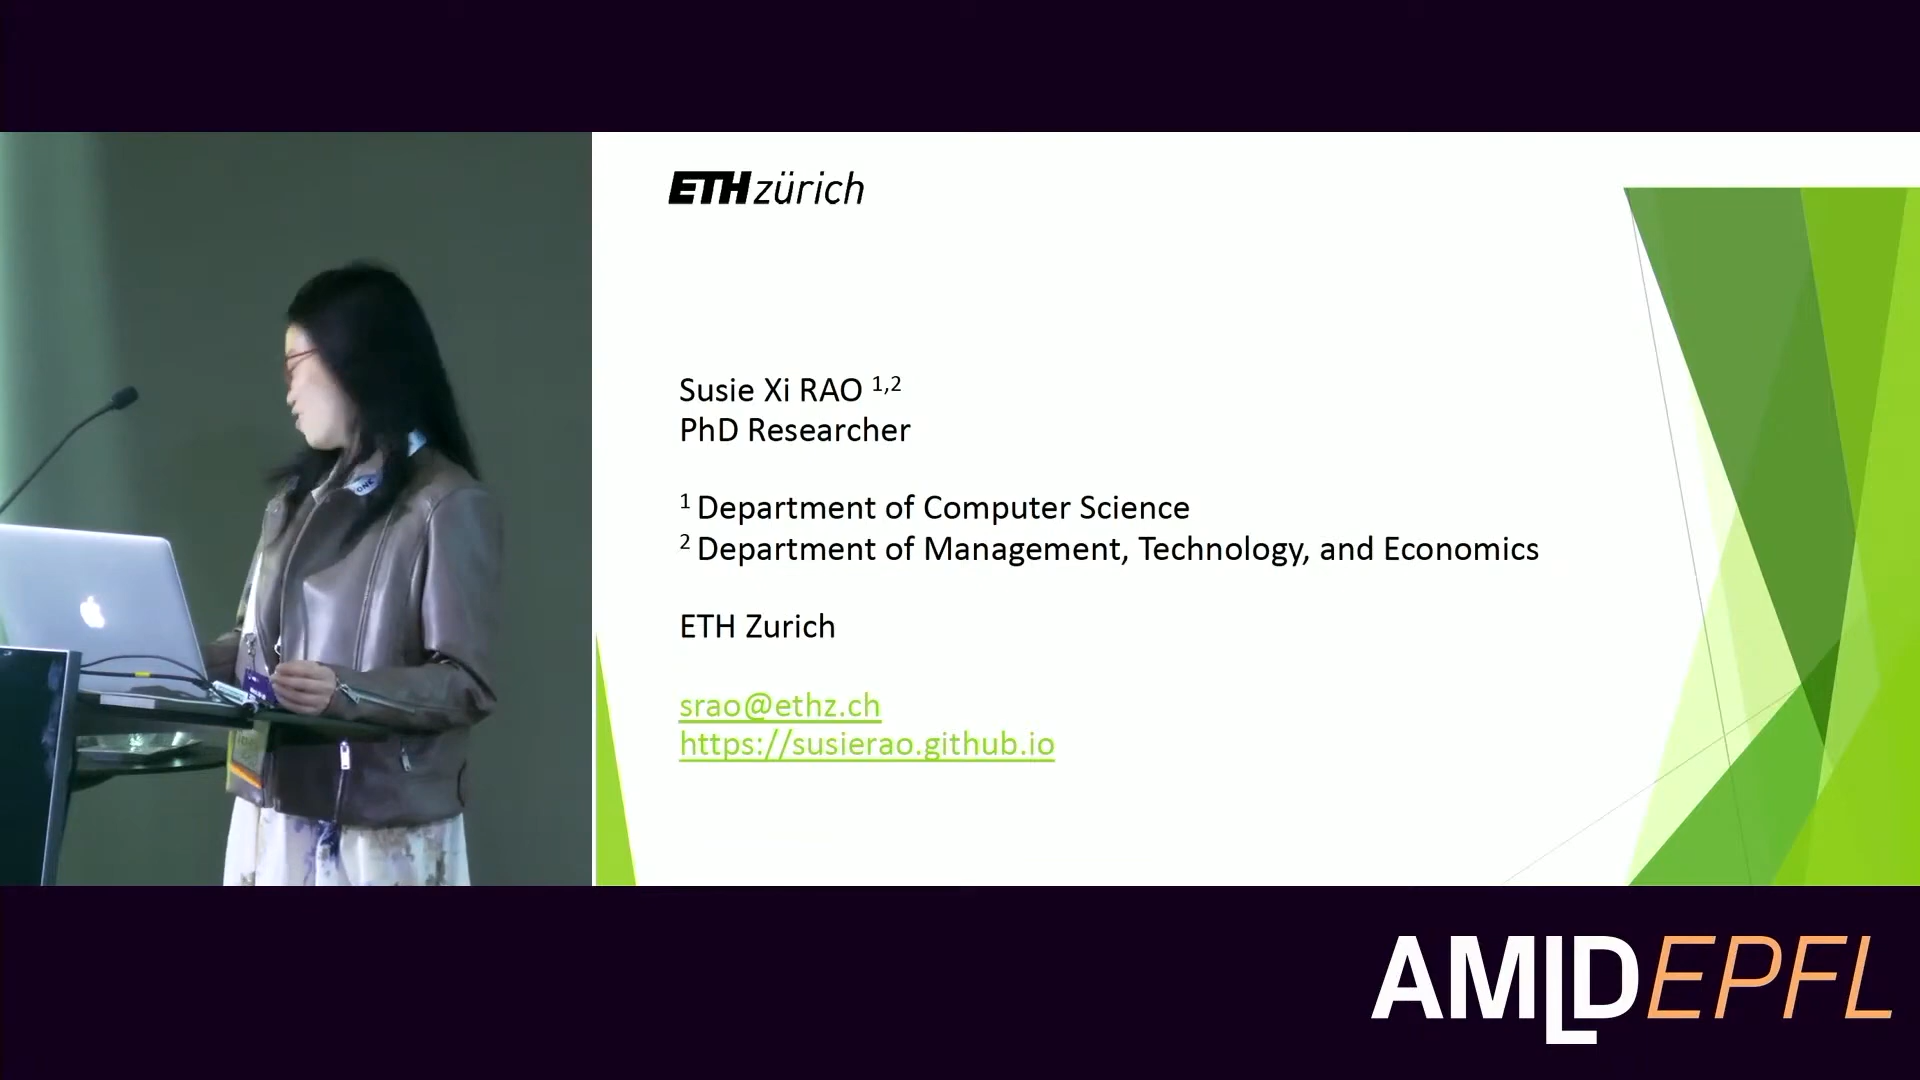 ETH zürich
Susie Xi RAO 1,2
PhD Researcher
1 Department of Computer Science
2 Department of Management, Technology, and Economics
ETH Zurich
srao@ethz.ch
https://susierao.github.io
AMLD EPFL